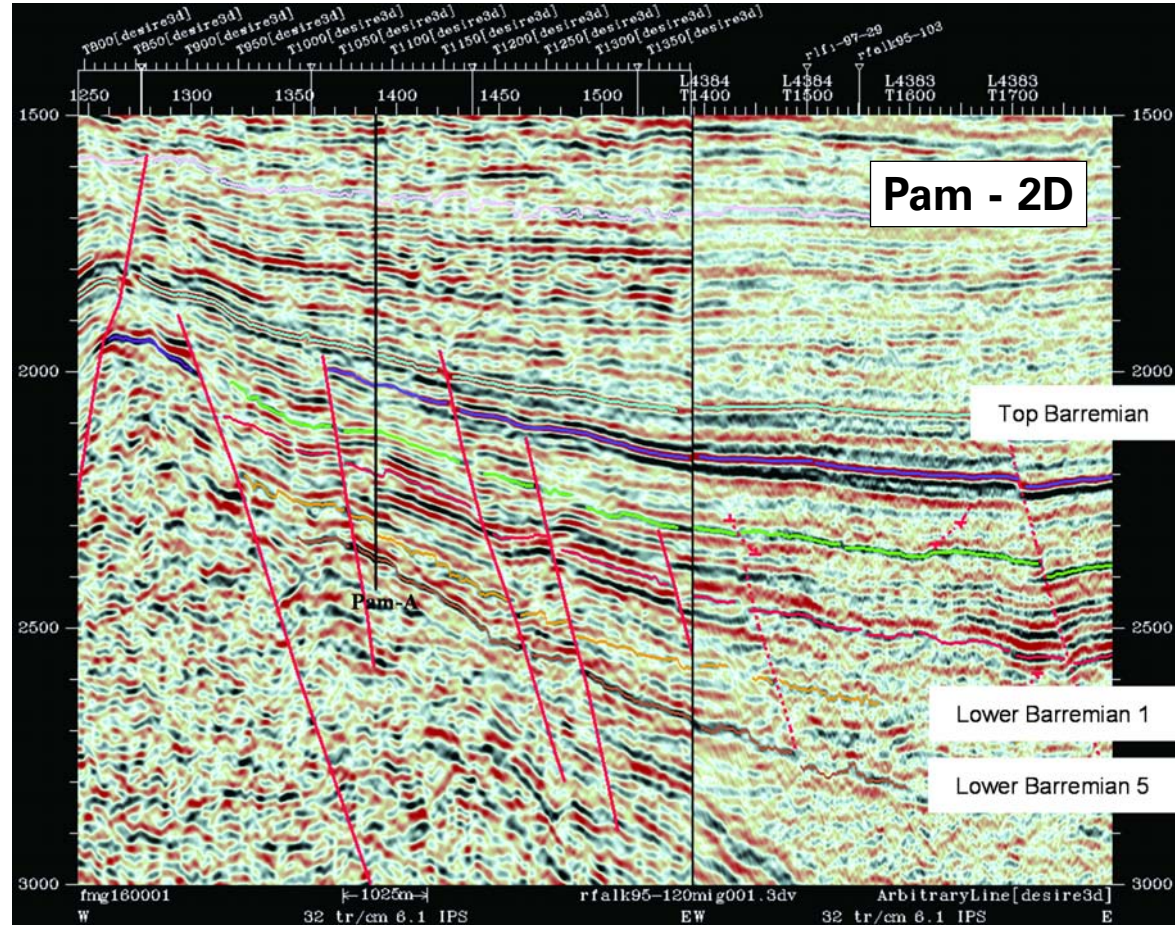 T800[desire3d]
T850[desire3d]
T900[desire3d]
T950[desire3d]
T1000[desire3d]
T1050[desire3d]
T1100[desire3d]
T1150[desire3d]
T1200[desire3d]
T1250[desire3d]
T1300[desire3d]
T1350[desire3d]
rlfi-97-29
rfalk95-103
L4384 L4384 L4383 L4383
1250 1300 1350 1400 1450 1500 T1400 T1500 T1600 T1700
1500 1500
Pam - 2D
2000 2000
Top Barremian
Pam-A
2500 2500
Lower Barremian 1
Lower Barremian 5
3000 3000
fmg160001 1025m rfalk95-120mig001.3dv ArbitraryLine[desire3d]
W 32 tr/cm 6.1 IPS EW 32 tr/cm 6.1 IPS E